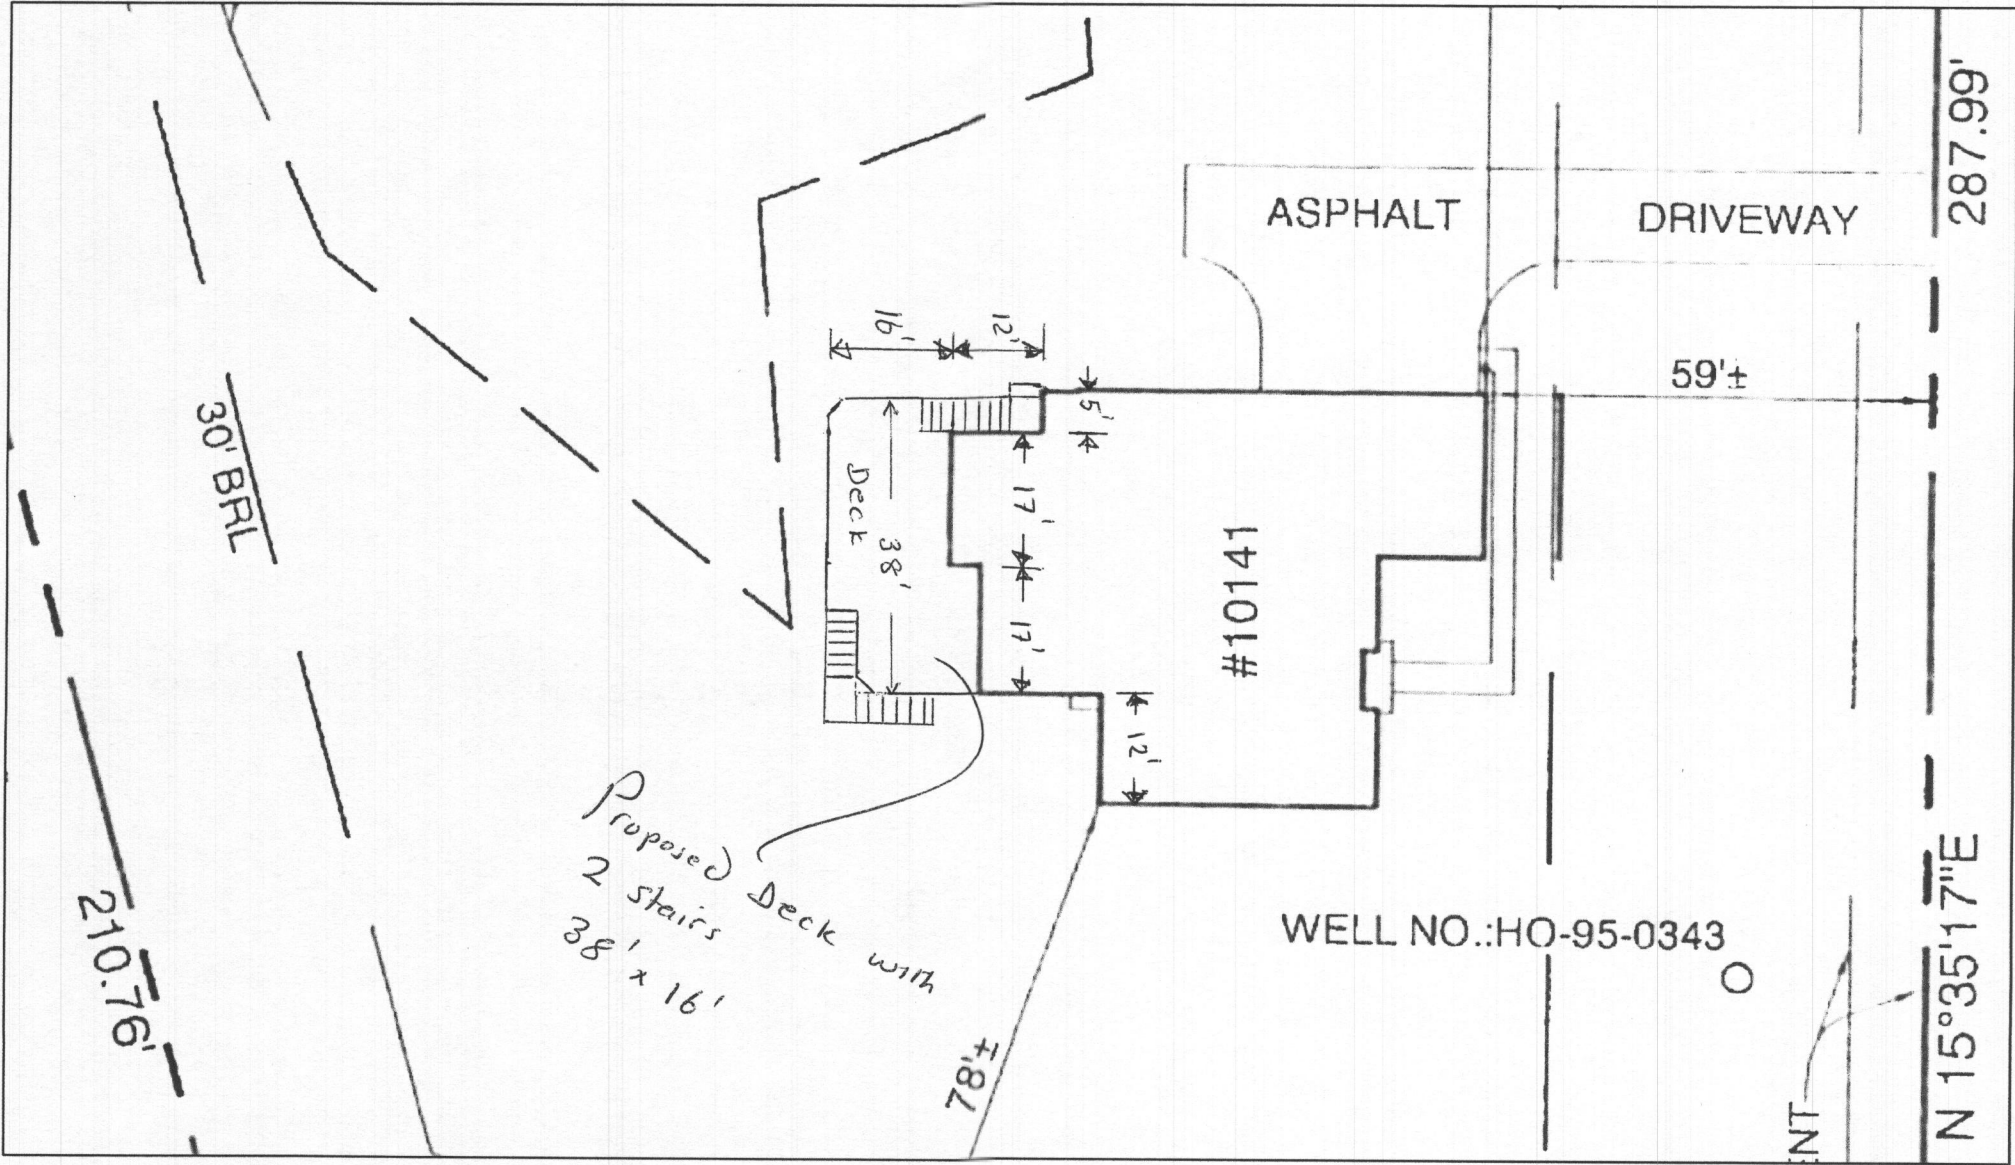 287.99'
ASPHALT
DRIVEWAY
16'
12'
59'±
5'
30' BRL
Deck
38'
17'
17'
#10141
12'
Proposed Deck with
2 stairs
38' x 16'
210.76'
WELL NO.:HO-95-0343
78'±
N 15°35'17"E
ENT